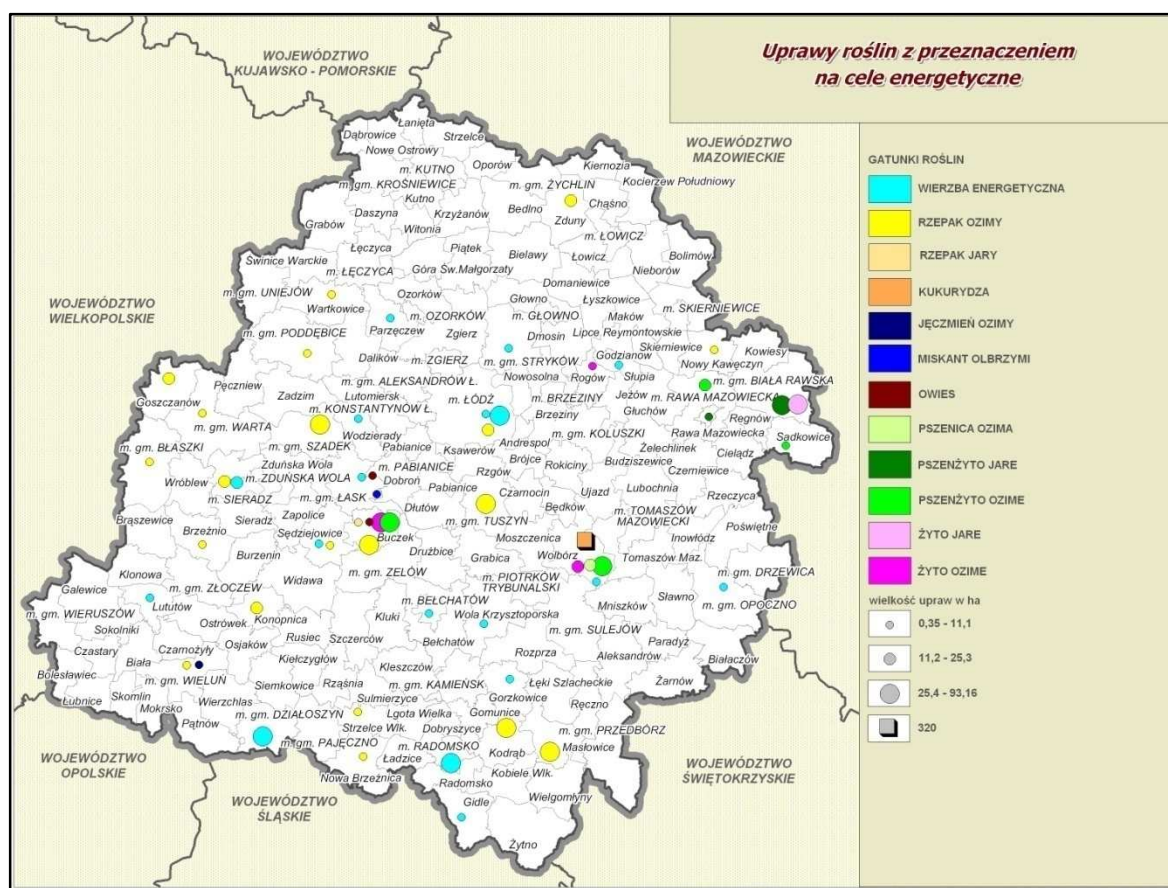 Uprawy roślin z przeznaczeniem
na cele energetyczne
WOJEWÓDZTWO
KUJAWSKO - POMORSKIE
WOJEWÓDZTWO
MAZOWIECKIE
WOJEWÓDZTWO
WIELKOPOLSKIE
WOJEWÓDZTWO
OPOLSKIE
WOJEWÓDZTWO
ŚLĄSKIE
WOJEWÓDZTWO
ŚWIĘTOKRZYSKIE
Łanięta
Dąbrowice
Strzelce
Nowe Ostrowy
Oporów
Kiernozia
m. KUTNO
m. gm. KROŚNIEWICE
m. gm. ŻYCHLIN
Kocierzew Południowy
Kutno
Bedlno
Chąśno
Daszyna
Krzyżanów
Zduny
Grabów
Witonia
m. ŁOWICZ
Łęczyca
Piątek
Bielawy
Łowicz
Bolimów
Świnice Warckie
m. ŁĘCZYCA
Góra Św.Małgorzaty
Nieborów
Domaniewice
m. gm. UNIEJÓW
Ozorków
Głowno
Łyszkowice
Wartkowice
m. OZORKÓW
m. GŁOWNO
Maków
m. SKIERNIEWICE
Parzęczew
Zgierz
Dmosin
Lipce Reymontowskie
m. gm. PODDĘBICE
Skierniewice
Kowiesy
Dalików
m. ZGIERZ
m. gm. STRYKÓW
Godzianów
Nowy Kawęczyn
Nowosolna
Rogów
Słupia
Pęczniew
Zadzim
m. gm. ALEKSANDRÓW Ł.
m. gm. BIAŁA RAWSKA
Lutomiersk
m. BRZEZINY
Jeżów
m. RAWA MAZOWIECKA
Goszczanów
m. KONSTANTYNÓW Ł.
m. ŁÓDŹ
Brzeziny
Głuchów
Regnów
m. gm. WARTA
Wodzierady
Andrespol
m. gm. KOLUSZKI
Rawa Mazowiecka
Sadkowice
m. gm. BŁASZKI
m. gm. SZADEK
Pabianice
Ksawerów
Brójce
Żelechlinek
Cielądz
Zduńska Wola
m. PABIANICE
Rzgów
Rokiciny
Budziszewice
Czerniewice
Wróblew
m. ZDUŃSKA WOLA
Dobroń
Pabianice
Czarnocin
Ujazd
Lubochnia
Rzeczyca
m. SIERADZ
m. gm. ŁASK
Będków
Braszewice
Sieradz
Zapolice
Dłutów
m. gm. TUSZYN
m. TOMASZÓW
MAZOWIECKI
Poświętne
Brzeźnio
Sędziejowice
Buczek
Moszczenica
Inowłódz
Burzenin
Drużbice
Grabica
Wolbórz
Tomaszów Maz.
Klonowa
Widawa
m. gm. ZELÓW
m. PIOTRKÓW
TRYBUNALSKI
m. gm. DRZEWICA
Galewice
m. gm. ZŁOCZEW
m. BEŁCHATÓW
Mniszków
Sławno
Lututów
Konopnica
Kluki
Wola Krzysztoporska
m. gm. OPOCZNO
m. gm. WIERUSZÓW
Ostrówek
Rusiec
Szczerców
m. gm. SULEJÓW
Sokolniki
Osjaków
Bełchatów
Paradyż
Czastary
Czarnożyły
Kiełczygłów
Rozprza
Aleksandrów
Białaczów
Bolesławiec
Biała
Kleszczów
m. gm. WIELUŃ
Siemkowice
Rząśnia
m. gm. KAMIEŃSK
Łęki Szlacheckie
Żarnów
Łubnice
Skomlin
Wierzchlas
Sulmierzyce
Gorzkowice
Ręczno
Mokrsko
Pątnów
m. gm. DZIAŁOSZYN
Lgota Wielka
Gomunice
Strzelce Wlk.
Dobryszyce
m. gm. PRZEDBÓRZ
m. gm. PAJĘCZNO
m. RADOMSKO
Kodrąb
Masłowice
Ładzice
Nowa Brzeźnica
Radomsko
Kobiele Wlk.
Gidle
Wielgomłyny
Żytno
GATUNKI ROŚLIN
WIERZBA ENERGETYCZNA
RZEPAK OZIMY
RZEPAK JARY
KUKURYDZA
JĘCZMIEŃ OZIMY
MISKANT OLBRZYMI
OWIES
PSZENICA OZIMA
PSZENŻYTO JARE
PSZENŻYTO OZIME
ŻYTO JARE
ŻYTO OZIME
wielkość upraw w ha
0,35 - 11,1
11,2 - 25,3
25,4 - 93,16
320